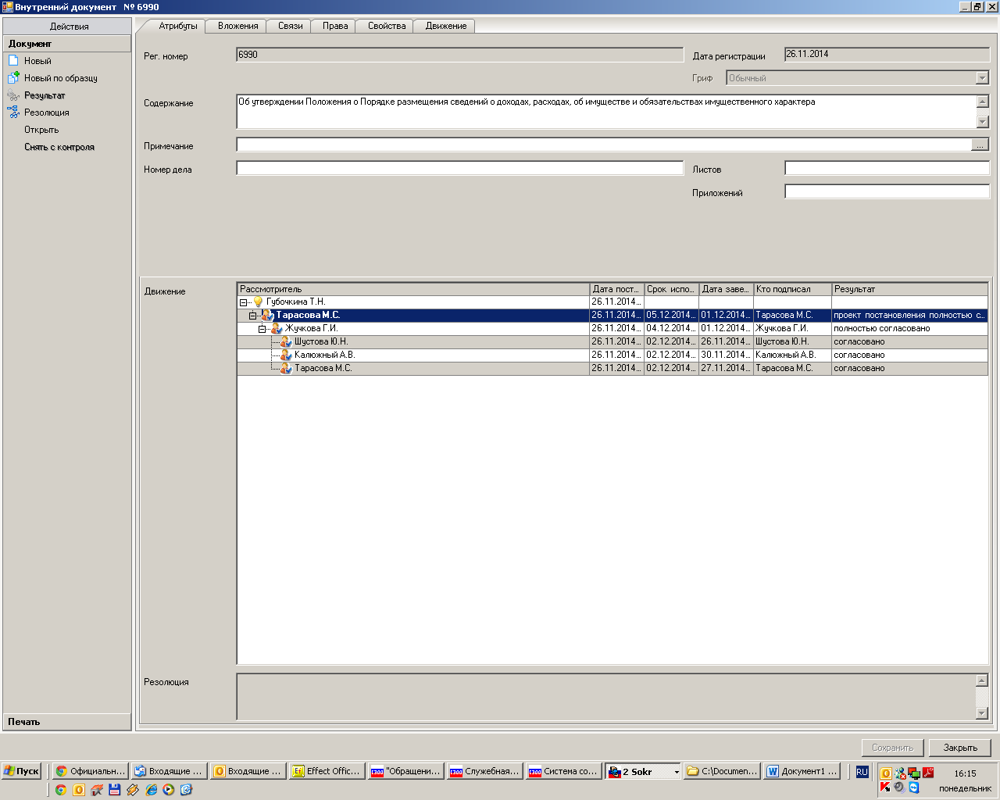 Внутренний документ № 6990
Действия
Документ
Новый
Новый по образцу
Результат
Резолюция
Открыть
Снять с контроля
Печать
Атрибуты Вложения Связи Права Свойства Движение
Рег. номер 6990 Дата регистрации 26.11.2014
Гриф Обычный
Содержание Об утверждении Положения о Порядке размещения сведений о доходах, расходах, об имуществе и обязательствах имущественного характера
Примечание ...
Номер дела Листов
Приложений
Движение
Рассмотритель Дата пост... Срок испо... Дата заве... Кто подписал Результат
Губочкина Т.Н. 26.11.2014...
Тарасова М.С. 26.11.2014... 05.12.2014... 01.12.2014... Тарасова М.С. проект постановления полностью с...
Жучкова Г.И. 26.11.2014... 04.12.2014... 01.12.2014... Жучкова Г.И. полностью согласовано
Шустова Ю.Н. 26.11.2014... 02.12.2014... 26.11.2014... Шустова Ю.Н. согласовано
Калюжный А.В. 26.11.2014... 02.12.2014... 30.11.2014... Калюжный А.В. согласовано
Тарасова М.С. 26.11.2014... 02.12.2014... 27.11.2014... Тарасова М.С. согласовано
Резолюция
Сохранить Закрыть
Пуск Официальн... Входящие ... Входящие ... Effect Offic... "Обращени... Служебная... Система со... 2 Sokr C:\Documen... Документ1 ... RU 16:15
понедельник